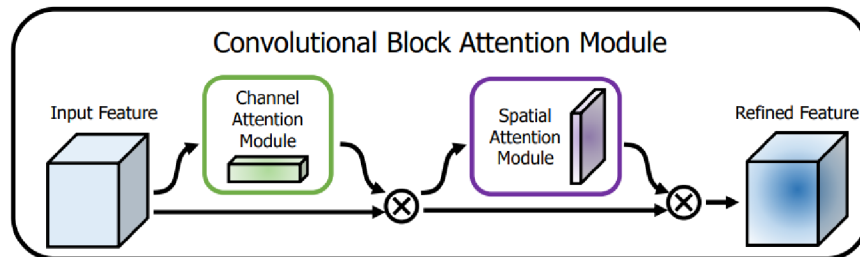 Convolutional Block Attention Module
Input Feature
Channel
Attention
Module
Spatial
Attention
Module
Refined Feature